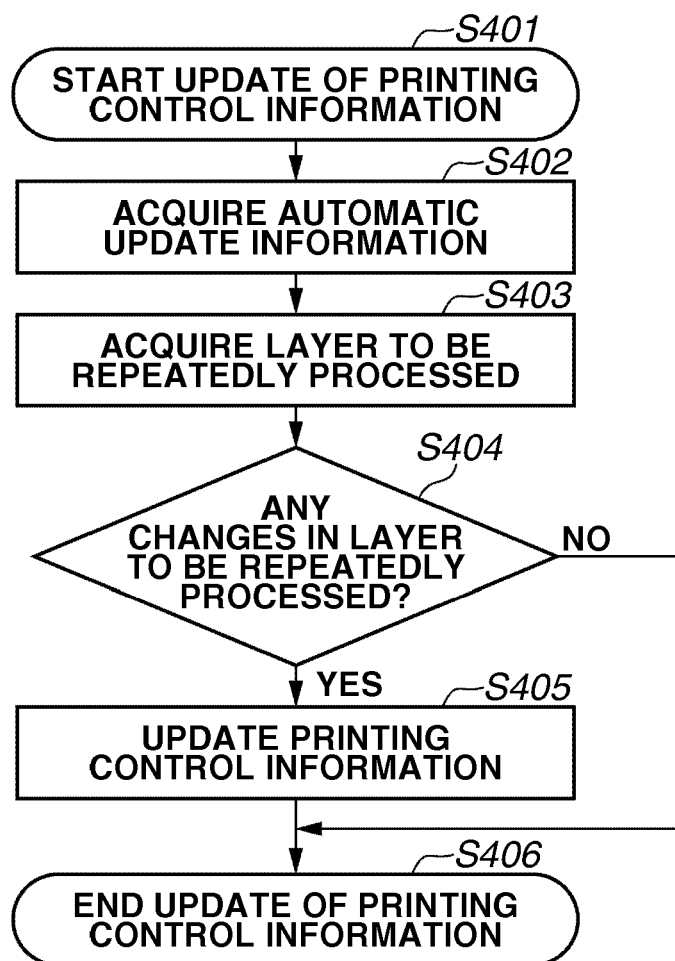 S401
START UPDATE OF PRINTING
CONTROL INFORMATION
S402
ACQUIRE AUTOMATIC
UPDATE INFORMATION
S403
ACQUIRE LAYER TO BE
REPEATEDLY PROCESSED
S404
ANY
CHANGES IN LAYER
TO BE REPEATEDLY
PROCESSED?
NO
YES
S405
UPDATE PRINTING
CONTROL INFORMATION
S406
END UPDATE OF PRINTING
CONTROL INFORMATION